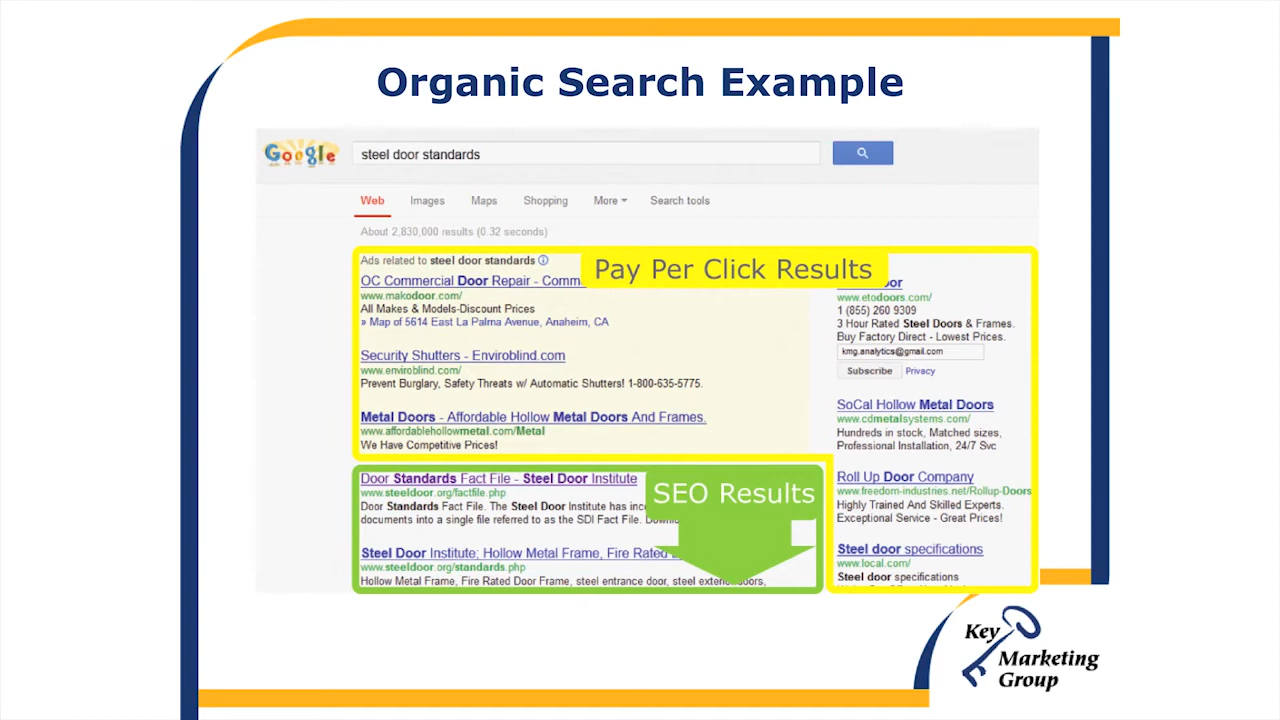 Organic Search Example
Google
steel door standards
Web Images Maps Shopping More Search tools
About 2,830,000 results (0.32 seconds)
Ads related to steel door standards
Pay Per Click Results
OC Commercial Door Repair - Comm
www.makodoor.com/
All Makes & Models-Discount Prices
» Map of 5614 East La Palma Avenue, Anaheim, CA
Security Shutters - Enviroblind.com
www.enviroblind.com/
Prevent Burglary, Safety Threats w/ Automatic Shutters! 1-800-635-5775.
Metal Doors - Affordable Hollow Metal Doors And Frames.
www.affordablehollowmetal.com/Metal
We Have Competitive Prices!
www.etodoors.com/
1 (855) 260 9309
3 Hour Rated Steel Doors & Frames.
Buy Factory Direct - Lowest Prices.
kmg.analytics@gmail.com
Subscribe Privacy
SoCal Hollow Metal Doors
www.cdmetalsystems.com/
Hundreds in stock, Matched sizes,
Professional Installation, 24/7 Svc
Roll Up Door Company
www.freedom-industries.net/Rollup-Doors
Highly Trained And Skilled Experts.
Exceptional Service - Great Prices!
Steel door specifications
www.local.com/
Steel door specifications
Door Standards Fact File - Steel Door Institute
www.steeldoor.org/factfile.php
Door Standards Fact File. The Steel Door Institute has
documents into a single file referred to as the SDI Fact File.
SEO Results
Steel Door Institute; Hollow Metal Frame, Fire Rated
www.steeldoor.org/standards.php
Hollow Metal Frame, Fire Rated Door Frame, steel entrance door, steel exterior doors,
Key
Marketing
Group